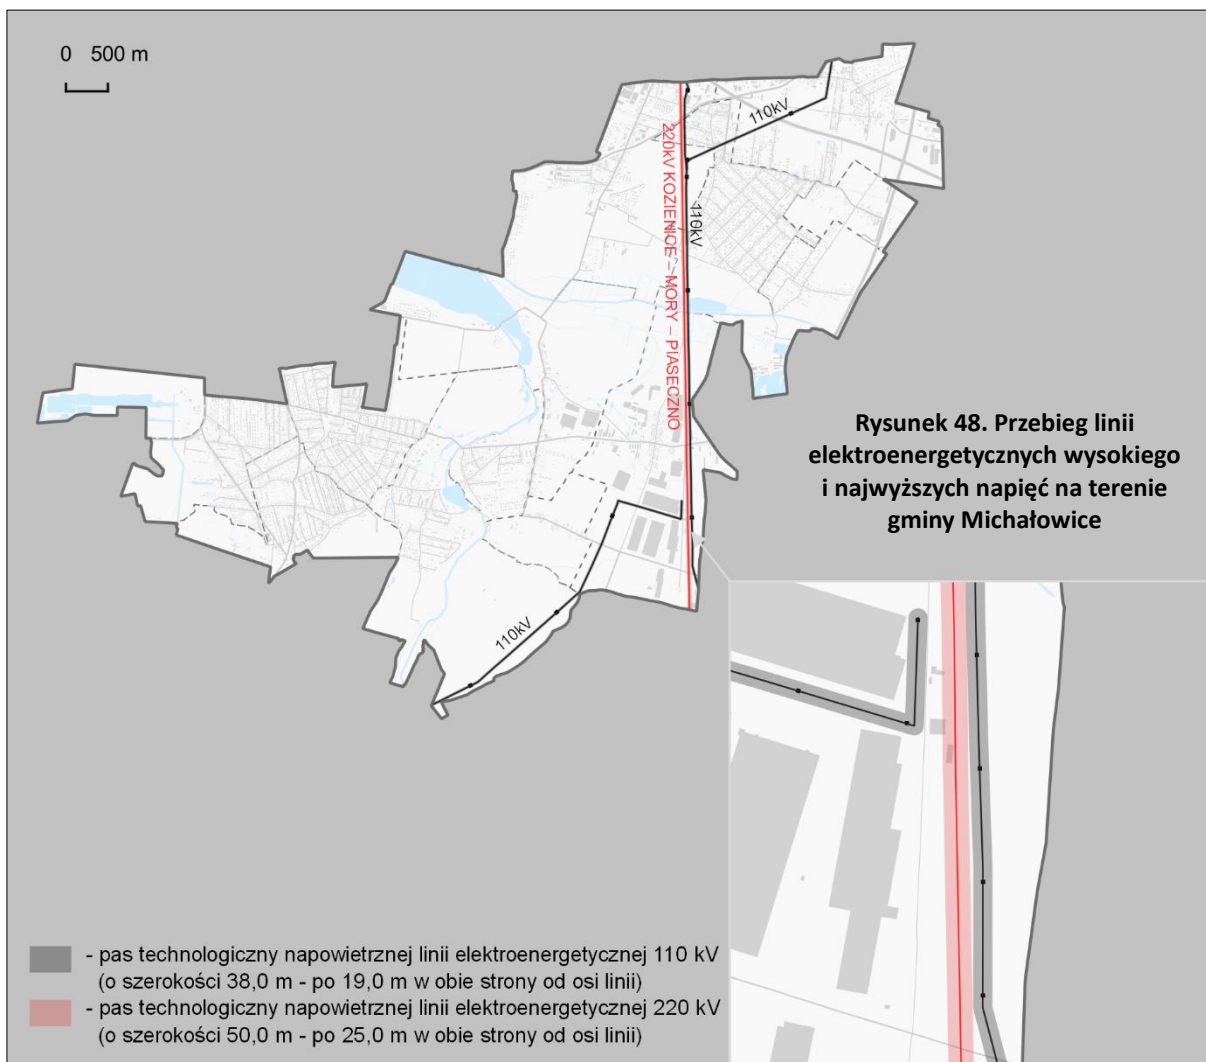 0 500 m
110kV
220kV KOZIENICE – MORY – PIASECZNO
110kV
Rysunek 48. Przebieg linii
elektroenergetycznych wysokiego
i najwyższych napięć na terenie
gminy Michałowice
110kV
- pas technologiczny napowietrznej linii elektroenergetycznej 110 kV
(o szerokości 38,0 m - po 19,0 m w obie strony od osi linii)
- pas technologiczny napowietrznej linii elektroenergetycznej 220 kV
(o szerokości 50,0 m - po 25,0 m w obie strony od osi linii)